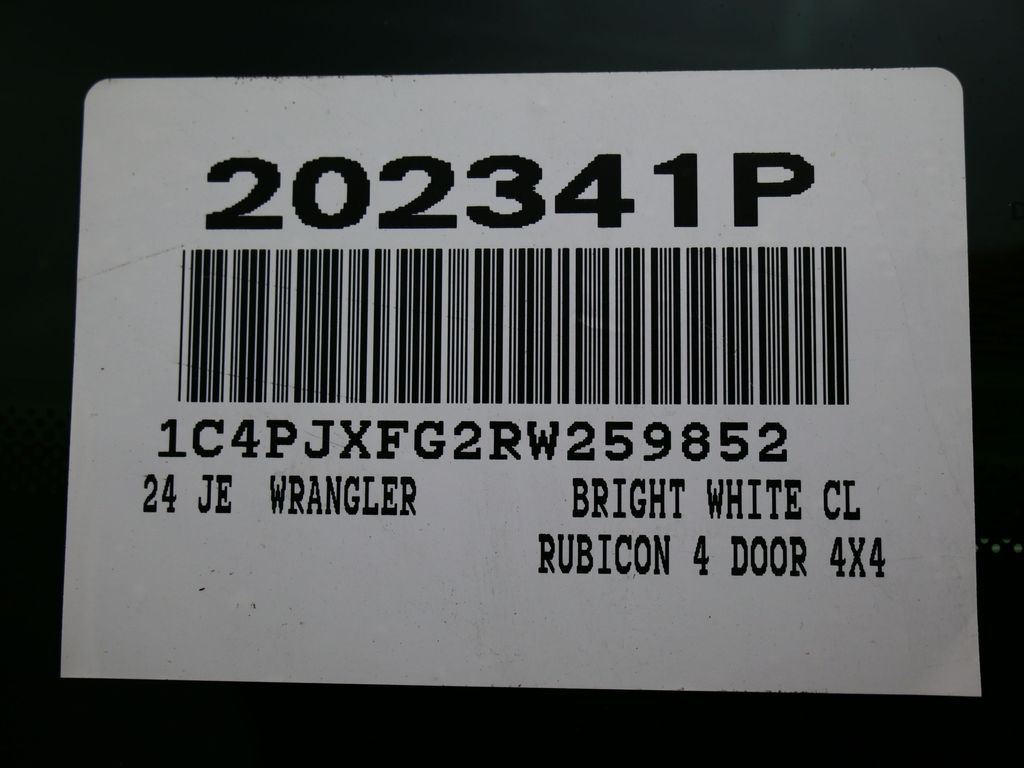 202341P
1C4PJXFG2RW259852
24 JE WRANGLER BRIGHT WHITE CL
RUBICON 4 DOOR 4X4